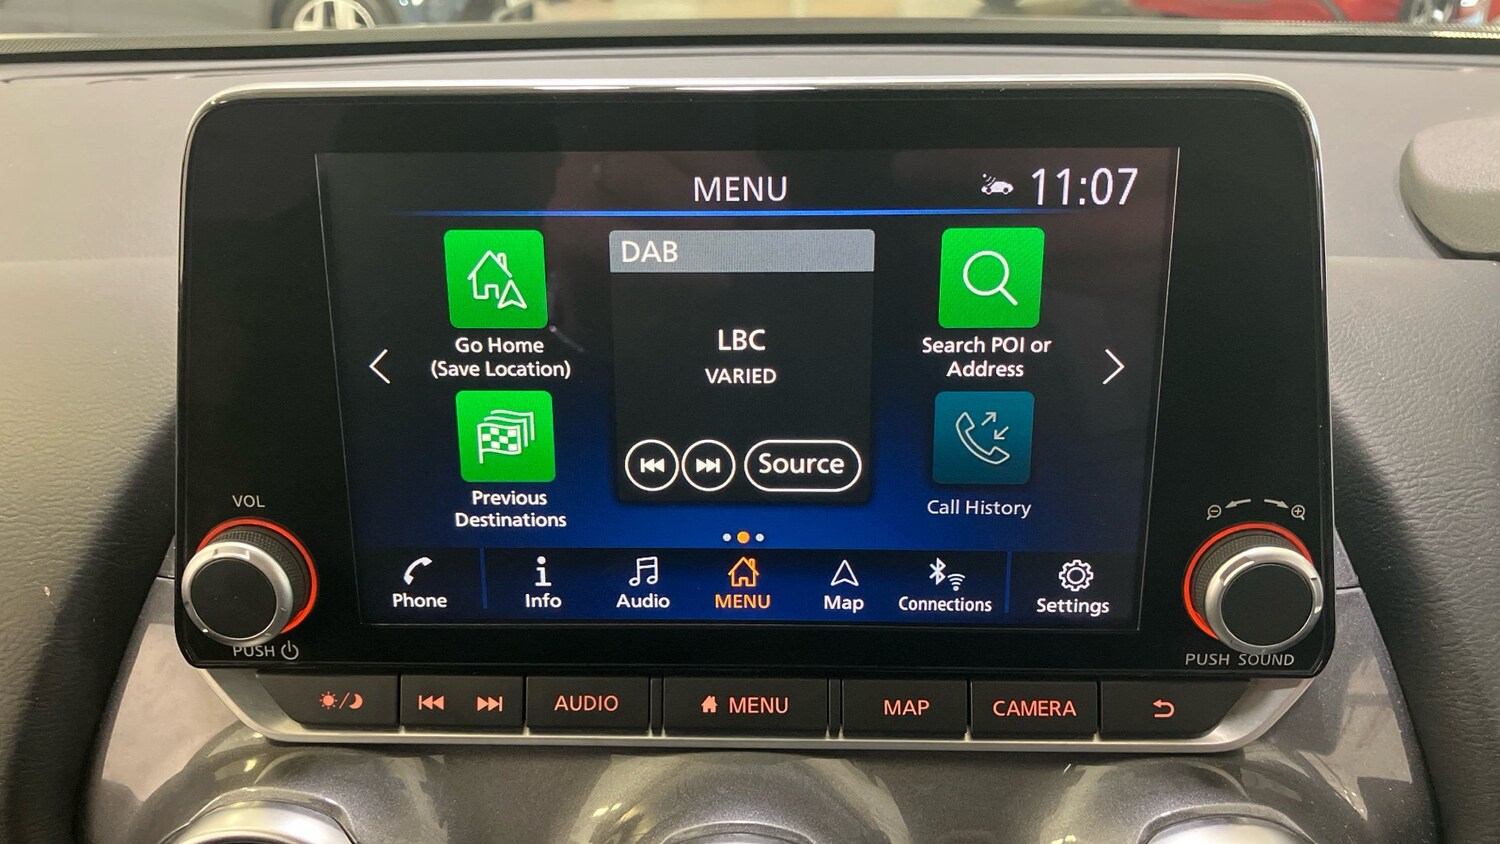 MENU
11:07
DAB
LBC
VARIED
Source
Go Home
(Save Location)
Search POI or
Address
Previous
Destinations
Call History
Phone
Info
Audio
MENU
Map
Connections
Settings
VOL
PUSH
PUSH SOUND
AUDIO
MENU
MAP
CAMERA